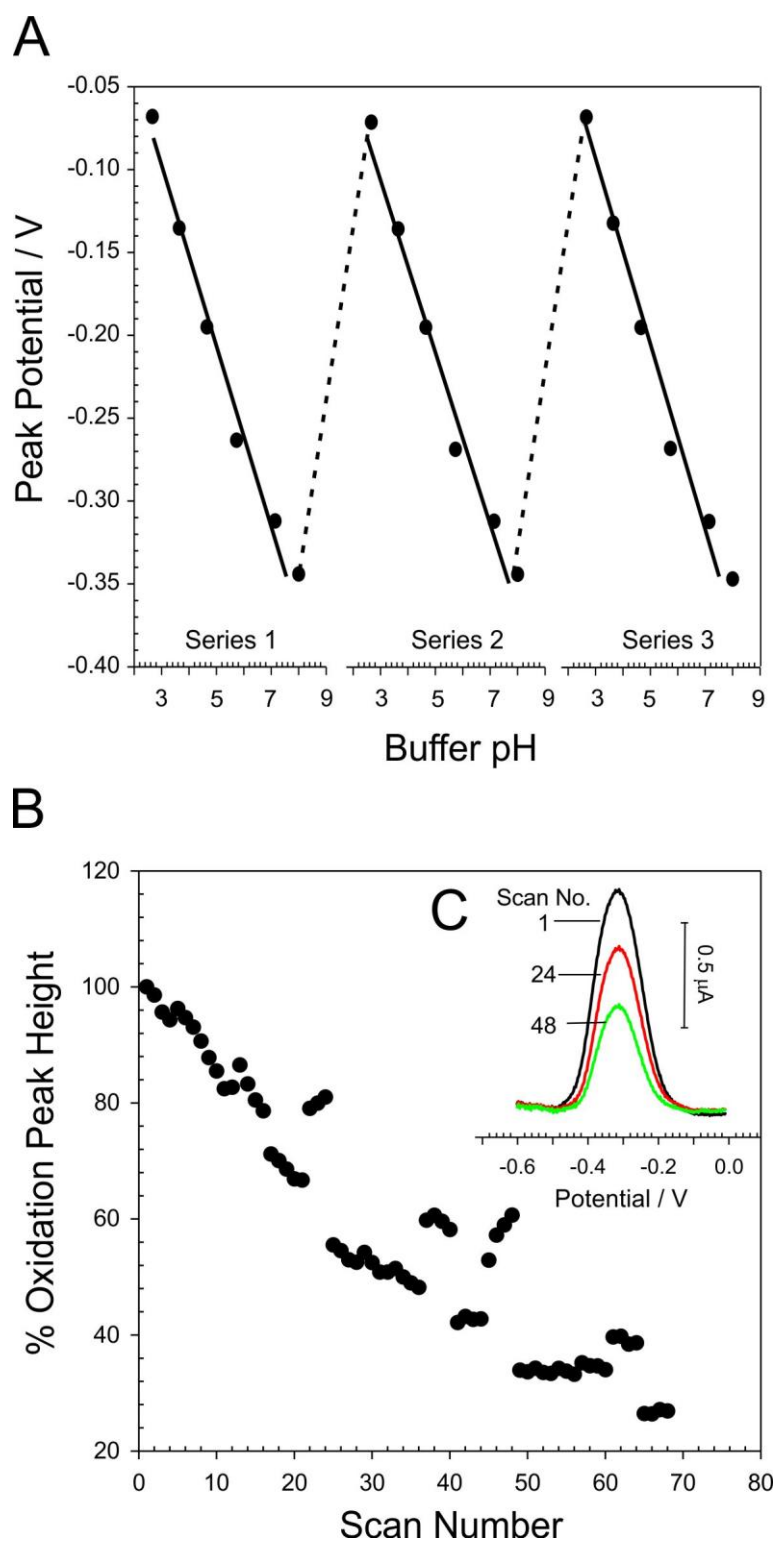 A
-0.05
-0.10
-0.15
-0.20
-0.25
-0.30
-0.35
-0.40
Peak Potential / V
Series 1 Series 2 Series 3
3 5 7 9 3 5 7 9 3 5 7 9
Buffer pH
B
120
100
80
60
40
20
% Oxidation Peak Height
C
Scan No.
1
24
48
0.5 µA
-0.6 -0.4 -0.2 0.0
Potential / V
0 10 20 30 40 50 60 70 80
Scan Number